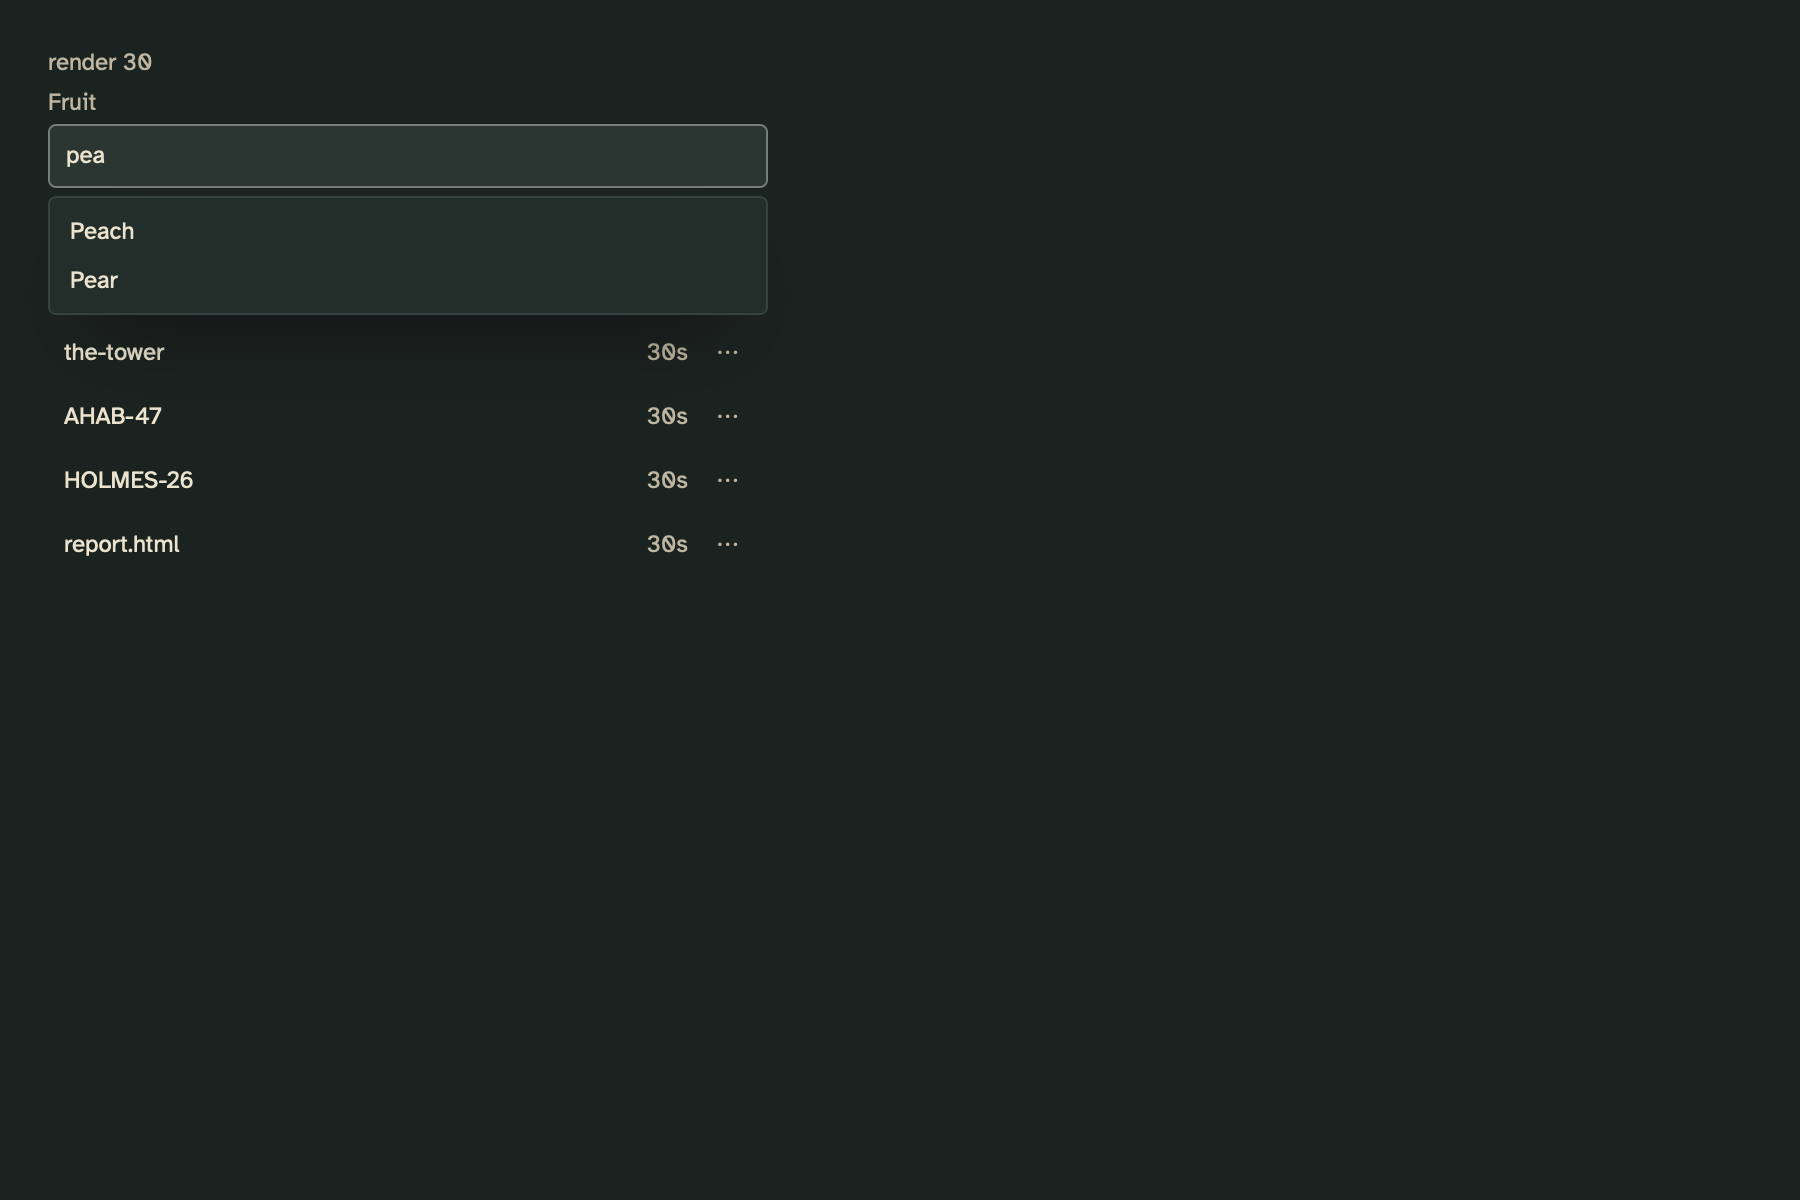 render 30
Fruit
pea
Peach
Pear
the-tower 30s ···
AHAB-47 30s ···
HOLMES-26 30s ···
report.html 30s ···